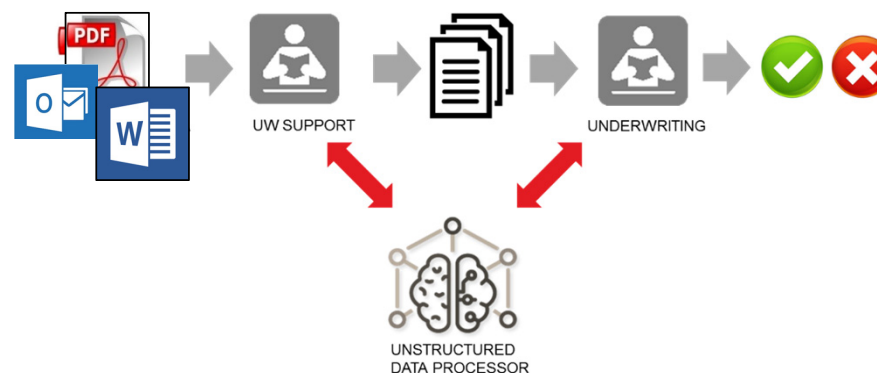 PDF
O
W
UW SUPPORT
UNDERWRITING
UNSTRUCTURED
DATA PROCESSOR